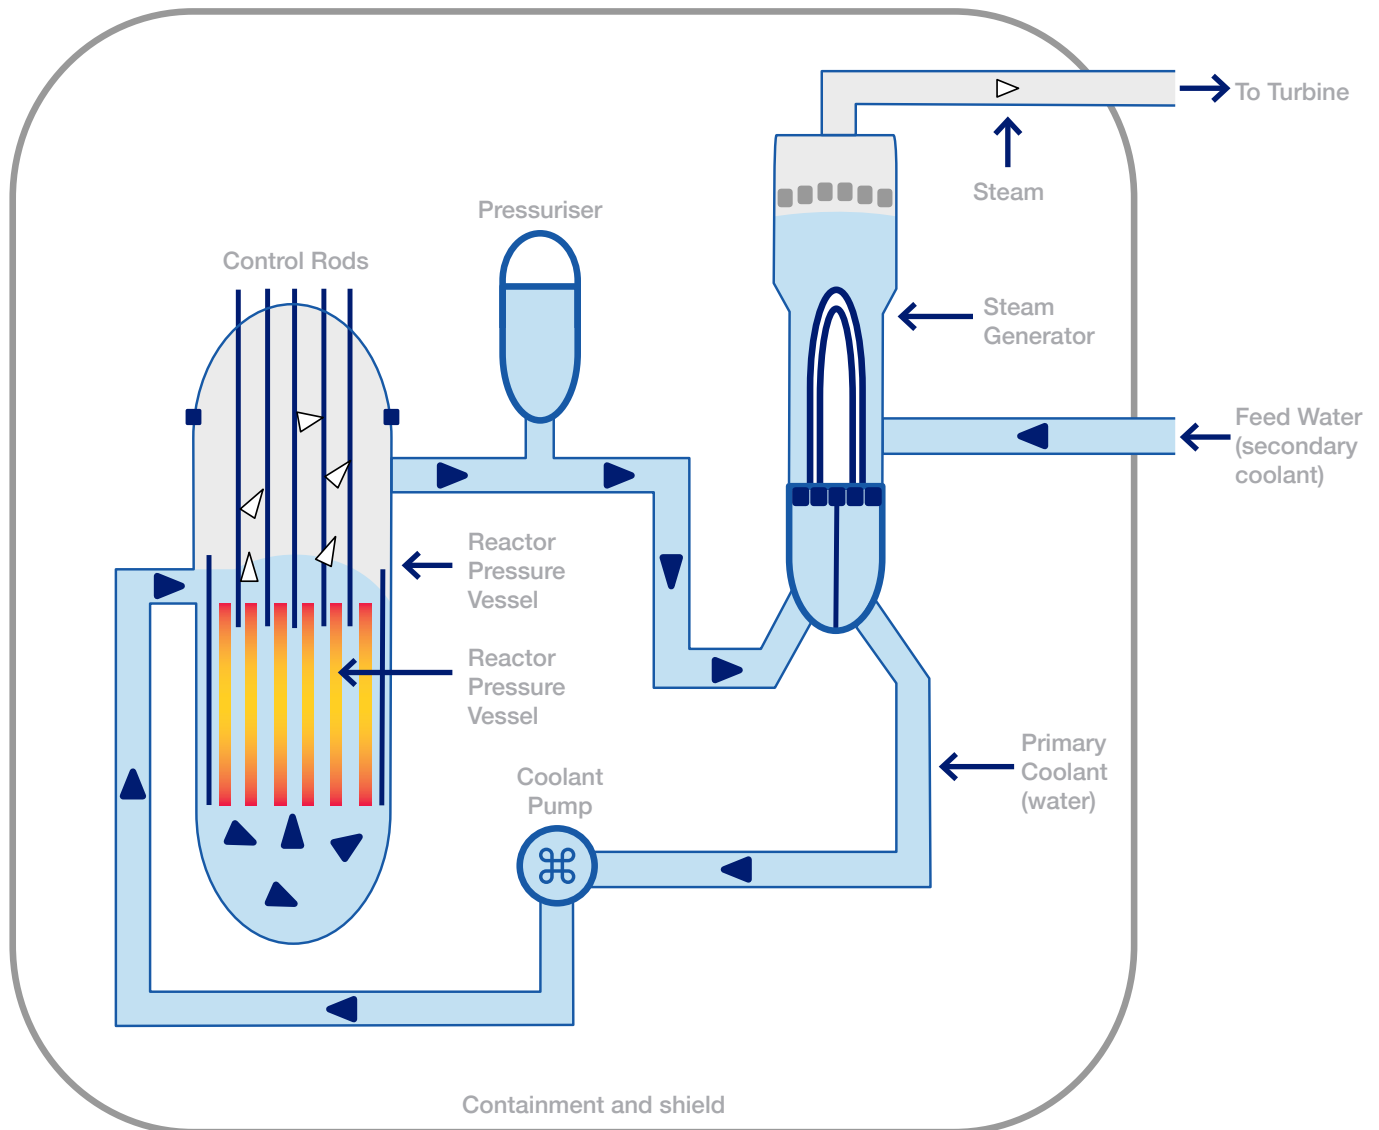 To Turbine
Steam
Pressuriser
Control Rods
Steam
Generator
Feed Water
(secondary
coolant)
Reactor
Pressure
Vessel
Reactor
Pressure
Vessel
Primary
Coolant
(water)
Coolant
Pump
Containment and shield